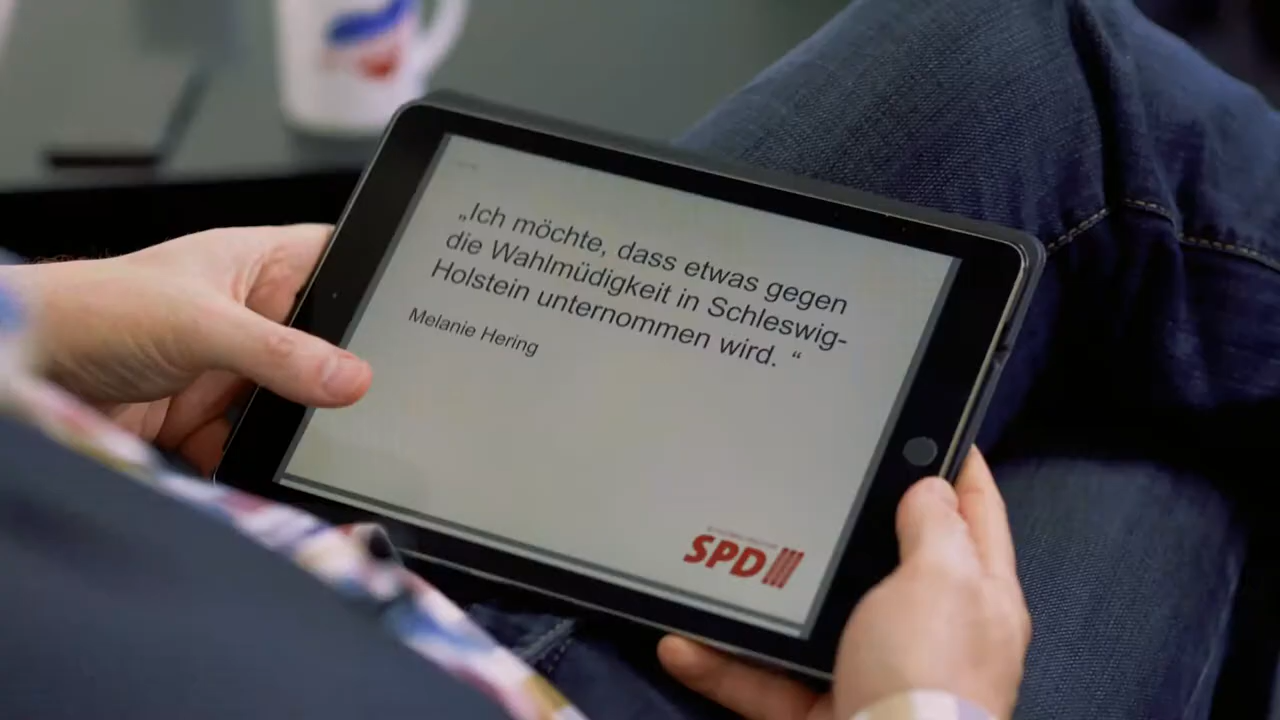 „Ich möchte, dass etwas gegen
die Wahlmüdigkeit in Schleswig-
Holstein unternommen wird. “
Melanie Hering
SPD